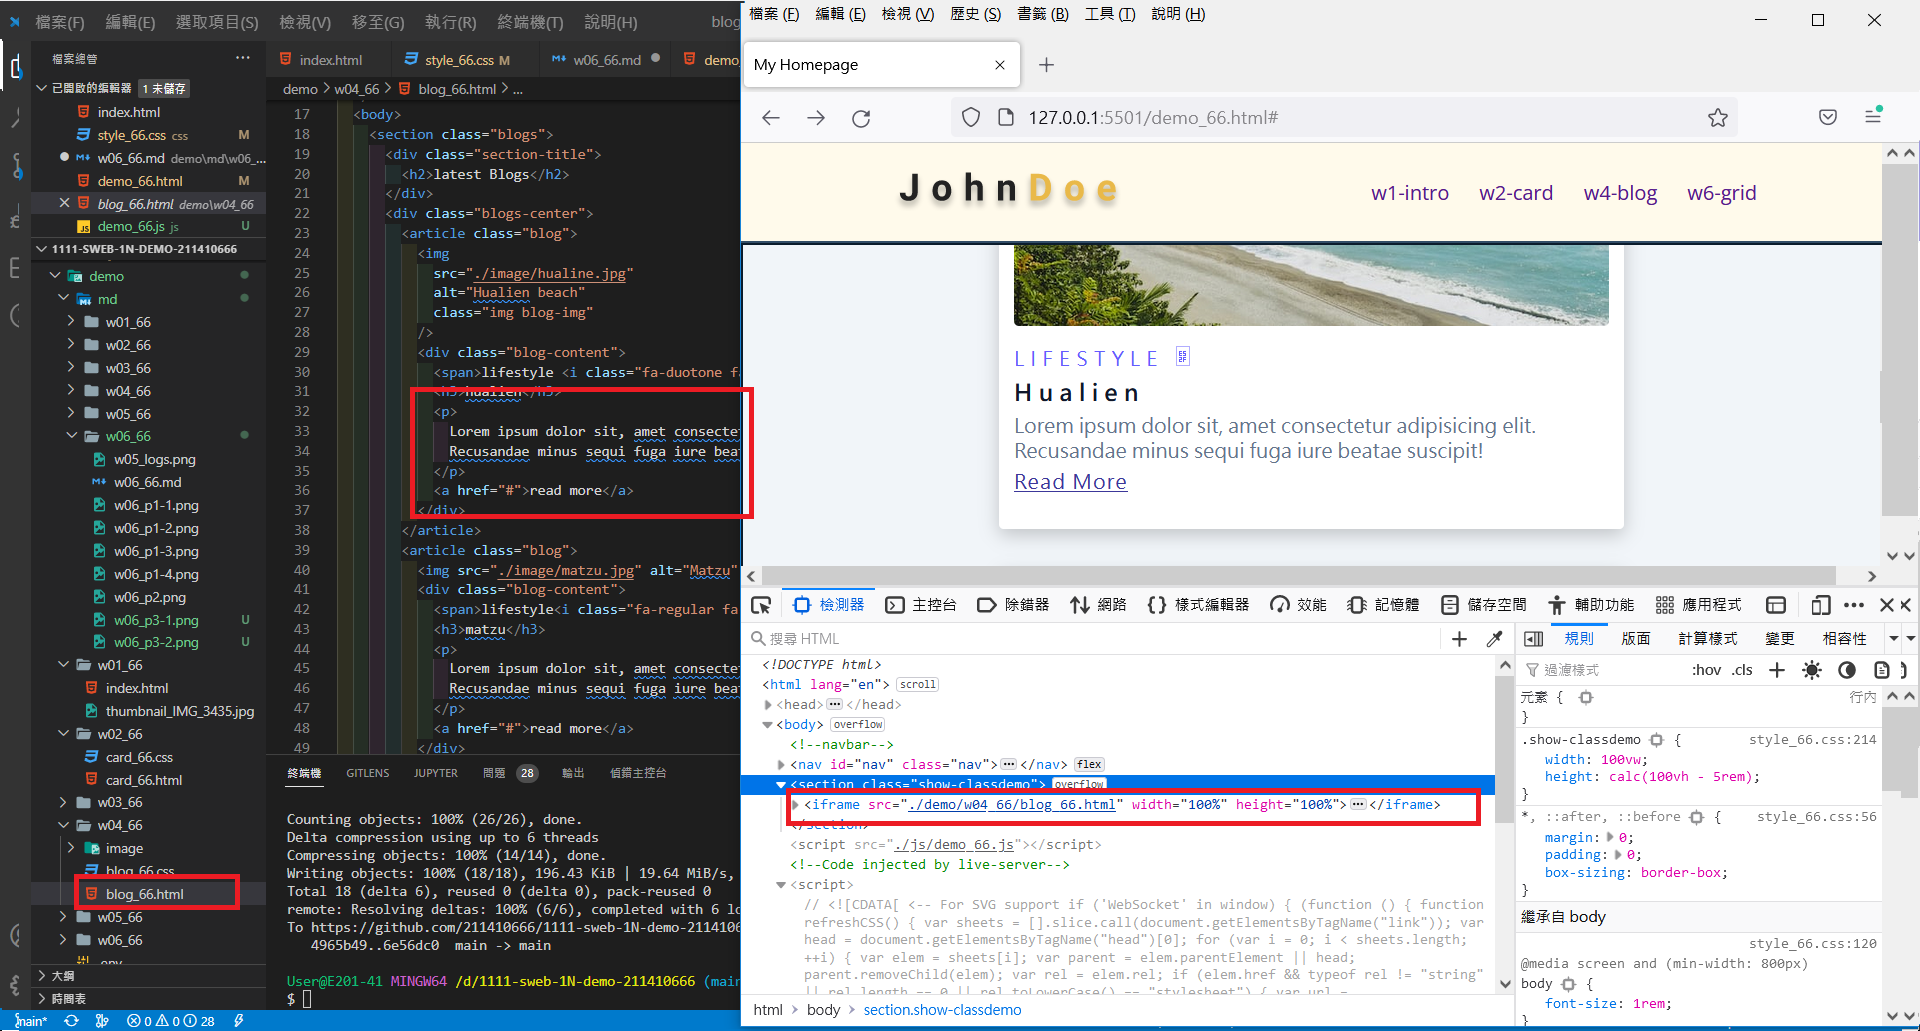 檔案(F) 編輯(E) 選取項目(S) 檢視(V) 移至(G) 執行(R) 終端機(T) 說明(H) blog
檔案總管 ···
已開啟的編輯器 1 未儲存
index.html
style_66.css css M
w06_66.md demo\md\w06_...
demo_66.html M
blog_66.html demo\w04_66
demo_66.js js U
1111-SWEB-1N-DEMO-211410666
demo
md
w01_66
w02_66
w03_66
w04_66
w05_66
w06_66
w05_logs.png
w06_66.md
w06_p1-1.png
w06_p1-2.png
w06_p1-3.png
w06_p1-4.png
w06_p2.png
w06_p3-1.png U
w06_p3-2.png U
w01_66
index.html
thumbnail_IMG_3435.jpg
w02_66
card_66.css
card_66.html
w03_66
w04_66
image
blog_66.css
blog_66.html
w05_66
w06_66
.env
大綱
時間表
main* 0 0 28
index.html style_66.css M w06_66.md demo
demo > w04_66 > blog_66.html > ...
17 <body>
18 <section class="blogs">
19 <div class="section-title">
20 <h2>latest Blogs</h2>
21 </div>
22 <div class="blogs-center">
23 <article class="blog">
24 <img
25 src="./image/hualine.jpg"
26 alt="Hualien beach"
27 class="img blog-img"
28 />
29 <div class="blog-content">
30 <span>lifestyle <i class="fa-duotone fa
31 <h3>hualien</h3>
32 <p>
33 Lorem ipsum dolor sit, amet consectet
34 Recusandae minus sequi fuga iure beat
35 </p>
36 <a href="#">read more</a>
37 </div>
38 </article>
39 <article class="blog">
40 <img src="./image/matzu.jpg" alt="Matzu"
41 <div class="blog-content">
42 <span>lifestyle<i class="fa-regular fa
43 <h3>matzu</h3>
44 <p>
45 Lorem ipsum dolor sit, amet consectet
46 Recusandae minus sequi fuga iure beat
47 </p>
48 <a href="#">read more</a>
49 </div>
終端機 GITLENS JUPYTER 問題 28 輸出 偵錯主控台
Counting objects: 100% (26/26), done.
Delta compression using up to 6 threads
Compressing objects: 100% (14/14), done.
Writing objects: 100% (18/18), 196.43 KiB | 19.64 MiB/s,
Total 18 (delta 6), reused 0 (delta 0), pack-reused 0
remote: Resolving deltas: 100% (6/6), completed with 6 lo
To https://github.com/211410666/1111-sweb-1N-demo-2114106
4965b49..6e56dc0 main -> main
User@E201-41 MINGW64 /d/1111-sweb-1N-demo-211410666 (main
$
檔案 (F) 編輯 (E) 檢視 (V) 歷史 (S) 書籤 (B) 工具 (T) 說明 (H)
My Homepage
127.0.0.1:5501/demo_66.html#
JohnDoe w1-intro w2-card w4-blog w6-grid
LIFESTYLE
Hualien
Lorem ipsum dolor sit, amet consectetur adipisicing elit.
Recusandae minus sequi fuga iure beatae suscipit!
Read More
檢測器 主控台 除錯器 網路 樣式編輯器 效能 記憶體 儲存空間 輔助功能 應用程式
搜尋 HTML
<!DOCTYPE html>
<html lang="en"> scroll
<head>···</head>
<body> overflow
<!--navbar-->
<nav id="nav" class="nav">···</nav> flex
<section class="show-classdemo"> overflow
<iframe src="./demo/w04_66/blog_66.html" width="100%" height="100%">···</iframe>
</section>
<script src="./js/demo_66.js"></script>
<!--Code injected by live-server-->
<script>
// <![CDATA[ <-- For SVG support if ('WebSocket' in window) { (function () { function
refreshCSS() { var sheets = [].slice.call(document.getElementsByTagName("link")); var
head = document.getElementsByTagName("head")[0]; for (var i = 0; i < sheets.length;
++i) { var elem = sheets[i]; var parent = elem.parentElement || head;
parent.removeChild(elem); var rel = elem.rel; if (elem.href && typeof rel != "string"
|| rel.length == 0 || rel.toLowerCase() == "stylesheet") { var url =
html > body > section.show-classdemo
規則 版面 計算樣式 變更 相容性
過濾樣式 :hov .cls
元素 { 行內
}
.show-classdemo { style_66.css:214
width: 100vw;
height: calc(100vh - 5rem);
}
*, ::after, ::before { style_66.css:56
margin: 0;
padding: 0;
box-sizing: border-box;
}
繼承自 body
style_66.css:120
@media screen and (min-width: 800px)
body {
font-size: 1rem;
}